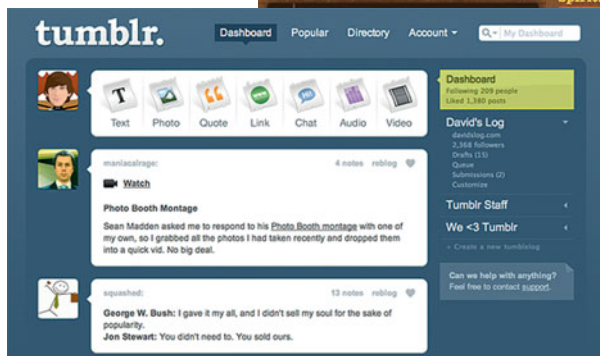 tumblr.
Dashboard Popular Directory Account My Dashboard
Text Photo Quote Link Chat Audio Video
Dashboard
Following 209 people
Liked 1,380 posts
David's Log
davidslog.com
2,368 followers
Drafts (15)
Queue
Submissions (2)
Customize
Tumblr Staff
We <3 Tumblr
+ Create a new tumblelog
Can we help with anything?
Feel free to contact support.
maniacalrage: 4 notes reblog
Watch
Photo Booth Montage
Sean Madden asked me to respond to his Photo Booth montage with one of
my own, so I grabbed all the photos I had taken recently and dropped them
into a quick vid. No big deal.
squashed: 13 notes reblog
George W. Bush: I gave it my all, and I didn't sell my soul for the sake of
popularity.
Jon Stewart: You didn't need to. You sold ours.